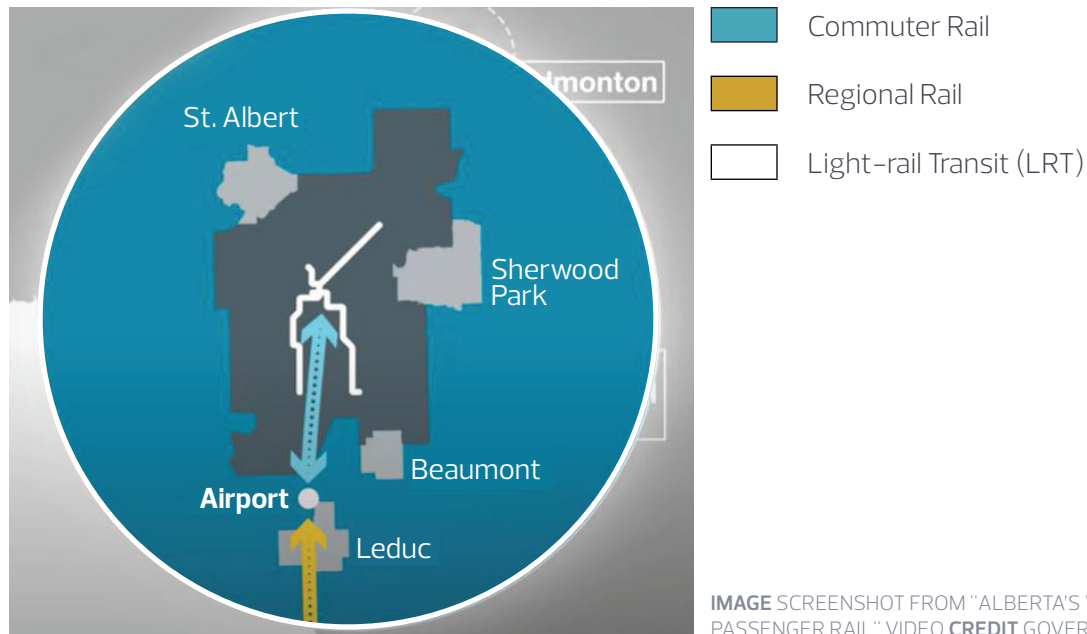 Commuter Rail
Regional Rail
Light-rail Transit (LRT)
dmonton
St. Albert
Sherwood
Park
Beaumont
Airport
Leduc
IMAGE SCREENSHOT FROM "ALBERTA'S
PASSENGER RAIL" VIDEO CREDIT GOVER